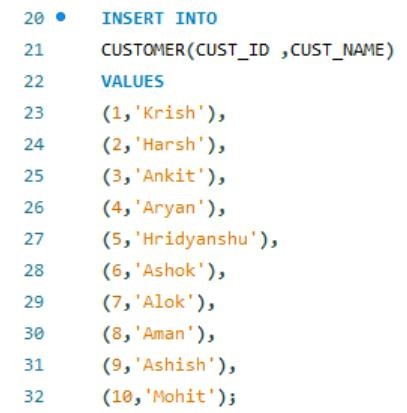 20 INSERT INTO
21 CUSTOMER(CUST_ID ,CUST_NAME)
22 VALUES
23 (1,'Krish'),
24 (2,'Harsh'),
25 (3,'Ankit'),
26 (4,'Aryan'),
27 (5,'Hridyanshu'),
28 (6,'Ashok'),
29 (7,'Alok'),
30 (8,'Aman'),
31 (9,'Ashish'),
32 (10,'Mohit');